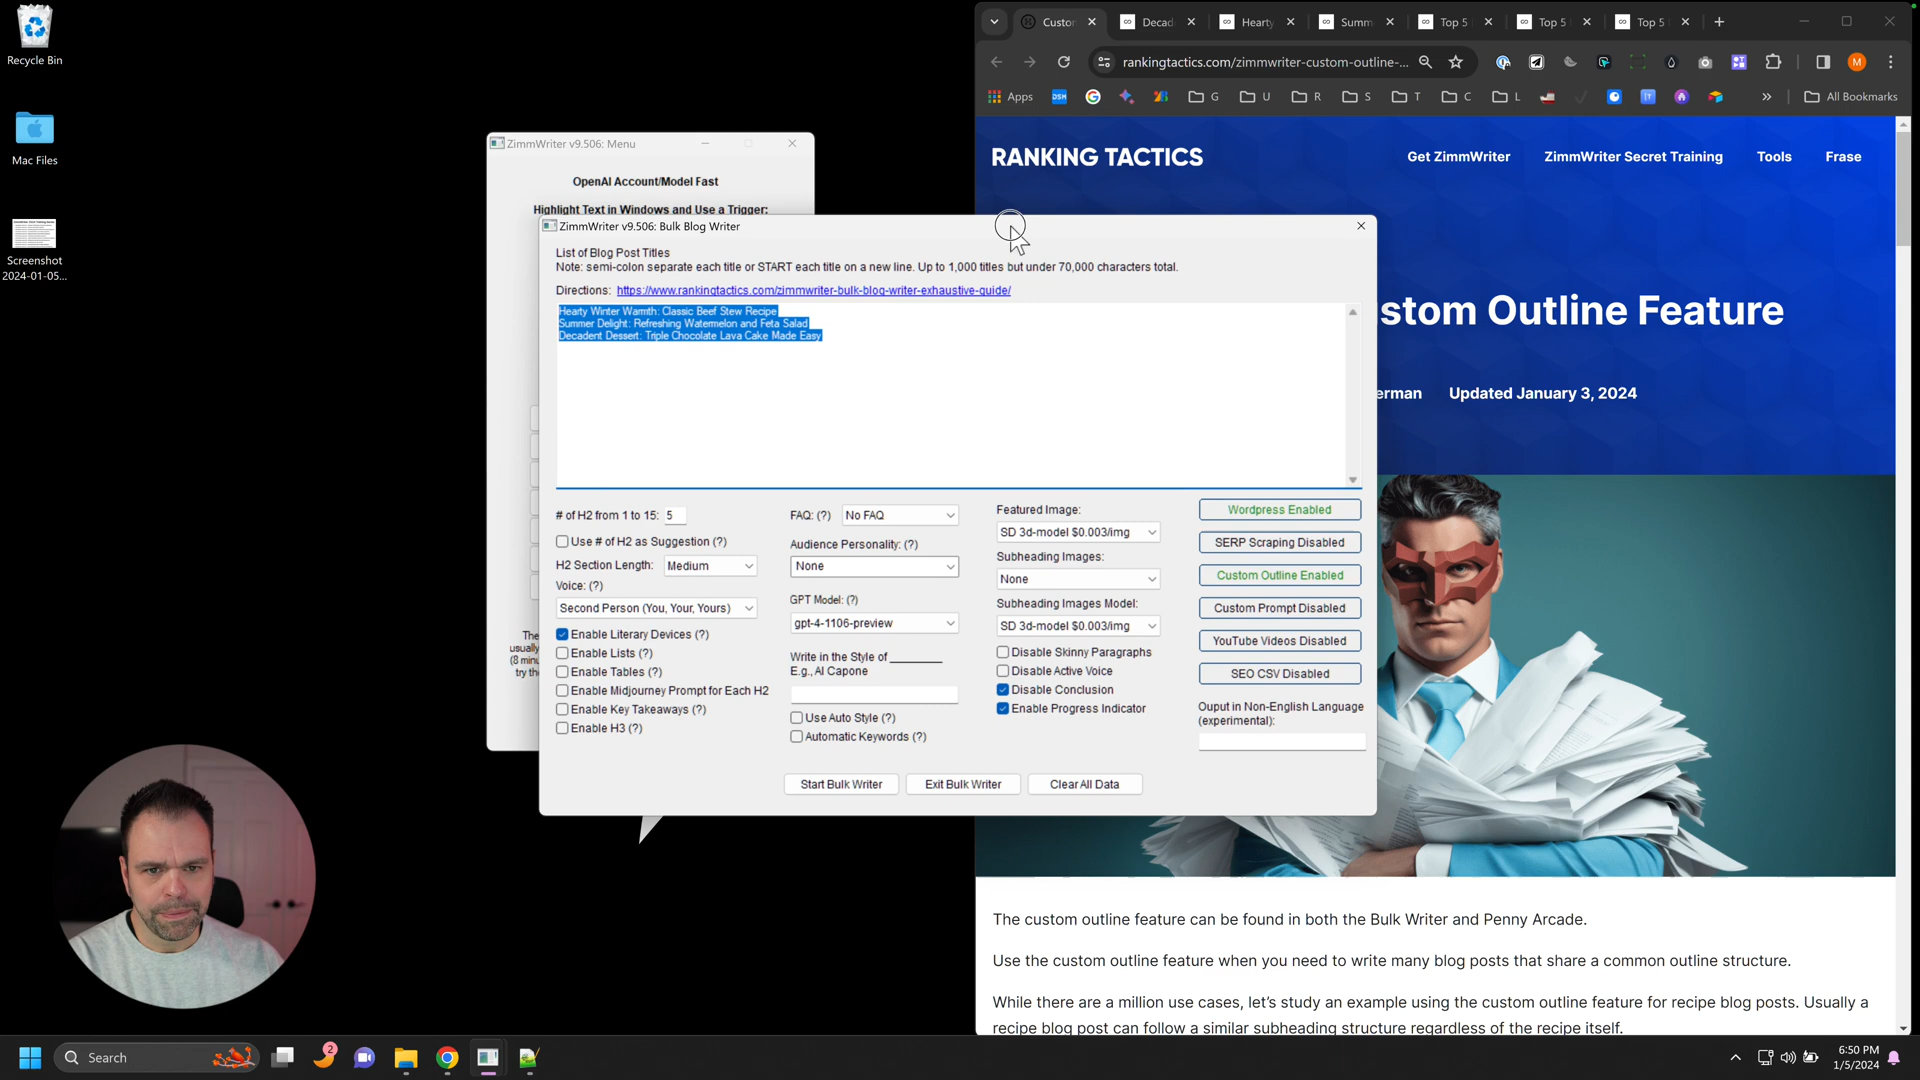 Recycle Bin
Mac Files
Screenshot
2024-01-05...
ZimmWriter v9.506: Menu
OpenAI Account/Model Fast
Highlight Text in Windows and Use a Trigger:
ZimmWriter v9.506: Bulk Blog Writer
List of Blog Post Titles
Note: semi-colon separate each title or START each title on a new line. Up to 1,000 titles but under 70,000 characters total.
Directions: https://www.rankingtactics.com/zimmwriter-bulk-blog-writer-exhaustive-guide/
Hearty Winter Warmth: Classic Beef Stew Recipe
Summer Delight: Refreshing Watermelon and Feta Salad
Decadent Dessert: Triple Chocolate Lava Cake Made Easy
# of H2 from 1 to 15: 5
Use # of H2 as Suggestion (?)
H2 Section Length: Medium
Voice: (?)
Second Person (You, Your, Yours)
Enable Literary Devices (?)
Enable Lists (?)
Enable Tables (?)
Enable Midjourney Prompt for Each H2
Enable Key Takeaways (?)
Enable H3 (?)
FAQ: (?) No FAQ
Audience Personality: (?)
None
GPT Model: (?)
gpt-4-1106-preview
Write in the Style of ________
E.g., Al Capone
Use Auto Style (?)
Automatic Keywords (?)
Featured Image:
SD 3d-model $0.003/img
Subheading Images:
None
Subheading Images Model:
SD 3d-model $0.003/img
Disable Skinny Paragraphs
Disable Active Voice
Disable Conclusion
Enable Progress Indicator
Wordpress Enabled
SERP Scraping Disabled
Custom Outline Enabled
Custom Prompt Disabled
YouTube Videos Disabled
SEO CSV Disabled
Ouput in Non-English Language
(experimental):
Start Bulk Writer
Exit Bulk Writer
Clear All Data
The
usually
(8 minu
try the
Custom
Decad
Hearty
Summ
Top 5
Top 5
Top 5
rankingtactics.com/zimmwriter-custom-outline-...
M
Apps
DSM
G
U
R
S
T
C
L
IT
All Bookmarks
RANKING TACTICS
Get ZimmWriter
ZimmWriter Secret Training
Tools
Frase
stom Outline Feature
erman
Updated January 3, 2024
The custom outline feature can be found in both the Bulk Writer and Penny Arcade.
Use the custom outline feature when you need to write many blog posts that share a common outline structure.
While there are a million use cases, let's study an example using the custom outline feature for recipe blog posts. Usually a
recipe blog post can follow a similar subheading structure regardless of the recipe itself.
Search
2
6:50 PM
1/5/2024